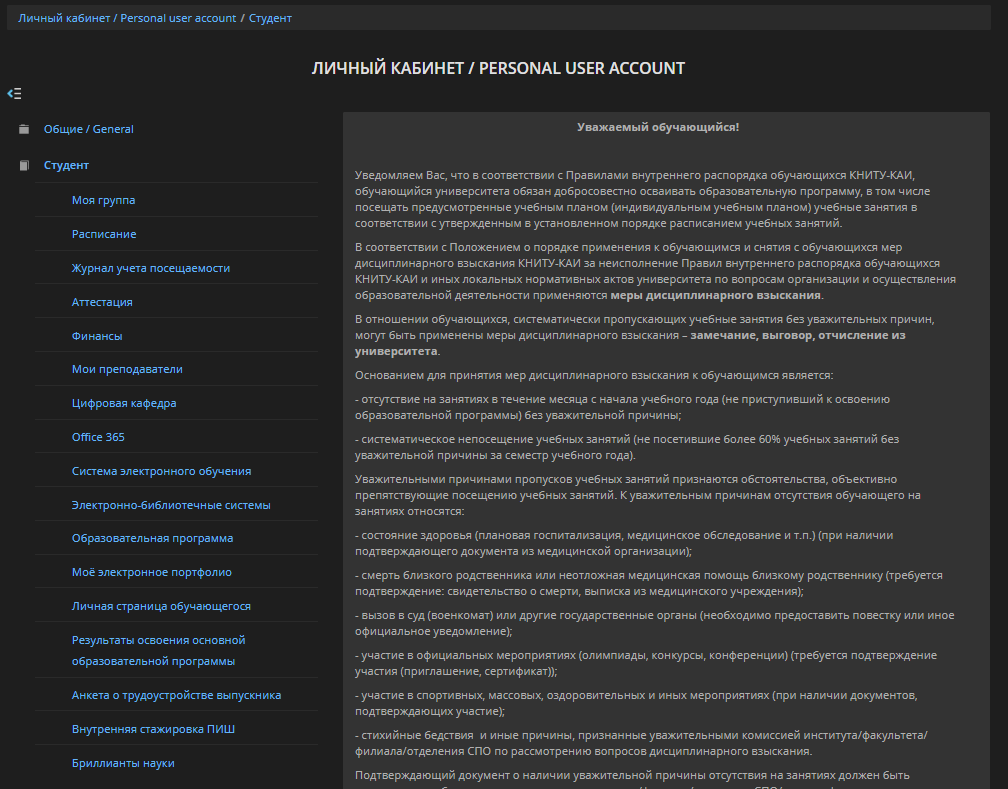 Личный кабинет / Personal user account / Студент
ЛИЧНЫЙ КАБИНЕТ / PERSONAL USER ACCOUNT
Общие / General
Студент
Моя группа
Расписание
Журнал учета посещаемости
Аттестация
Финансы
Мои преподаватели
Цифровая кафедра
Office 365
Система электронного обучения
Электронно-библиотечные системы
Образовательная программа
Моё электронное портфолио
Личная страница обучающегося
Результаты освоения основной
образовательной программы
Анкета о трудоустройстве выпускника
Внутренняя стажировка ПИШ
Бриллианты науки
Уважаемый обучающийся!
Уведомляем Вас, что в соответствии с Правилами внутреннего распорядка обучающихся КНИТУ-КАИ,
обучающийся университета обязан добросовестно осваивать образовательную программу, в том числе
посещать предусмотренные учебным планом (индивидуальным учебным планом) учебные занятия в
соответствии с утвержденным в установленном порядке расписанием учебных занятий.
В соответствии с Положением о порядке применения к обучающимся и снятия с обучающихся мер
дисциплинарного взыскания КНИТУ-КАИ за неисполнение Правил внутреннего распорядка обучающихся
КНИТУ-КАИ и иных локальных нормативных актов университета по вопросам организации и осуществления
образовательной деятельности применяются меры дисциплинарного взыскания.
В отношении обучающихся, систематически пропускающих учебные занятия без уважительных причин,
могут быть применены меры дисциплинарного взыскания – замечание, выговор, отчисление из
университета.
Основанием для принятия мер дисциплинарного взыскания к обучающимся является:
- отсутствие на занятиях в течение месяца с начала учебного года (не приступивший к освоению
образовательной программы) без уважительной причины;
- систематическое непосещение учебных занятий (не посетившие более 60% учебных занятий без
уважительной причины за семестр учебного года).
Уважительными причинами пропусков учебных занятий признаются обстоятельства, объективно
препятствующие посещению учебных занятий. К уважительным причинам отсутствия обучающего на
занятиях относятся:
- состояние здоровья (плановая госпитализация, медицинское обследование и т.п.) (при наличии
подтверждающего документа из медицинской организации);
- смерть близкого родственника или неотложная медицинская помощь близкому родственнику (требуется
подтверждение: свидетельство о смерти, выписка из медицинского учреждения);
- вызов в суд (военкомат) или другие государственные органы (необходимо предоставить повестку или иное
официальное уведомление);
- участие в официальных мероприятиях (олимпиады, конкурсы, конференции) (требуется подтверждение
участия (приглашение, сертификат));
- участие в спортивных, массовых, оздоровительных и иных мероприятиях (при наличии документов,
подтверждающих участие);
- стихийные бедствия и иные причины, признанные уважительными комиссией института/факультета/
филиала/отделения СПО по рассмотрению вопросов дисциплинарного взыскания.
Подтверждающий документ о наличии уважительной причины отсутствия на занятиях должен быть